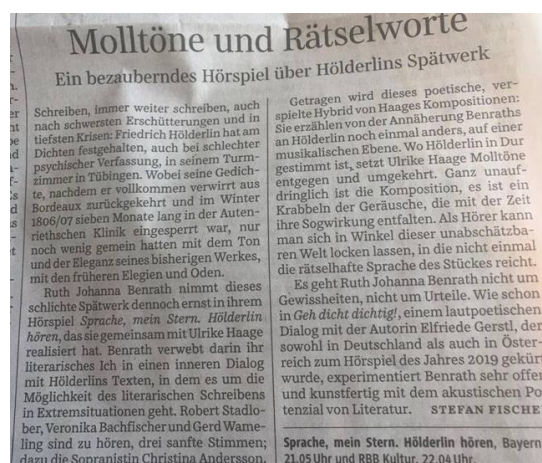 Molltöne und Rätselworte
Ein bezauberndes Hörspiel über Hölderlins Spätwerk
Schreiben, immer weiter schreiben, auch
nach schwersten Erschütterungen und in
tiefsten Krisen: Friedrich Hölderlin hat am
Dichten festgehalten, auch bei schlechter
psychischer Verfassung, in seinem Turm-
zimmer in Tübingen. Wobei seine Gedich-
te, nachdem er vollkommen verwirrt aus
Bordeaux zurückgekehrt und im Winter
1806/07 sieben Monate lang in der Auten-
riethschen Klinik eingesperrt war, nur
noch wenig gemein hatten mit dem Ton
und der Eleganz seines bisherigen Werkes,
mit den früheren Elegien und Oden.
Ruth Johanna Benrath nimmt dieses
schlichte Spätwerk dennoch ernst in ihrem
Hörspiel Sprache, mein Stern. Hölderlin
hören, das sie gemeinsam mit Ulrike Haage
realisiert hat. Benrath verwebt darin ihr
literarisches Ich in einen inneren Dialog
mit Hölderlins Texten, in dem es um die
Möglichkeit des literarischen Schreibens
in Extremsituationen geht. Robert Stadlo-
ber, Veronika Bachfischer und Gerd Wame-
ling sind zu hören, drei sanfte Stimmen;
dazu die Sopranistin Christina Andersson.
Getragen wird dieses poetische, ver-
spielte Hybrid von Haages Kompositionen:
Sie erzählen von der Annäherung Benraths
an Hölderlin noch einmal anders, auf einer
musikalischen Ebene. Wo Hölderlin in Dur
gestimmt ist, setzt Ulrike Haage Molltöne
entgegen und umgekehrt. Ganz unauf-
dringlich ist die Komposition, es ist ein
Krabbeln der Geräusche, die mit der Zeit
ihre Sogwirkung entfalten. Als Hörer kann
man sich in Winkel dieser unabschätzba-
ren Welt locken lassen, in die nicht einmal
die rätselhafte Sprache des Stückes reicht.
Es geht Ruth Johanna Benrath nicht um
Gewissheiten, nicht um Urteile. Wie schon
in Geh dicht dichtig!, einem lautpoetischen
Dialog mit der Autorin Elfriede Gerstl, der
sowohl in Deutschland als auch in Öster-
reich zum Hörspiel des Jahres 2019 gekürt
wurde, experimentiert Benrath sehr offen
und kunstfertig mit dem akustischen Po
tenzial von Literatur. STEFAN FISCHE
Sprache, mein Stern. Hölderlin hören, Bayern
21.05 Uhr und RBB Kultur, 22.04 Uhr.